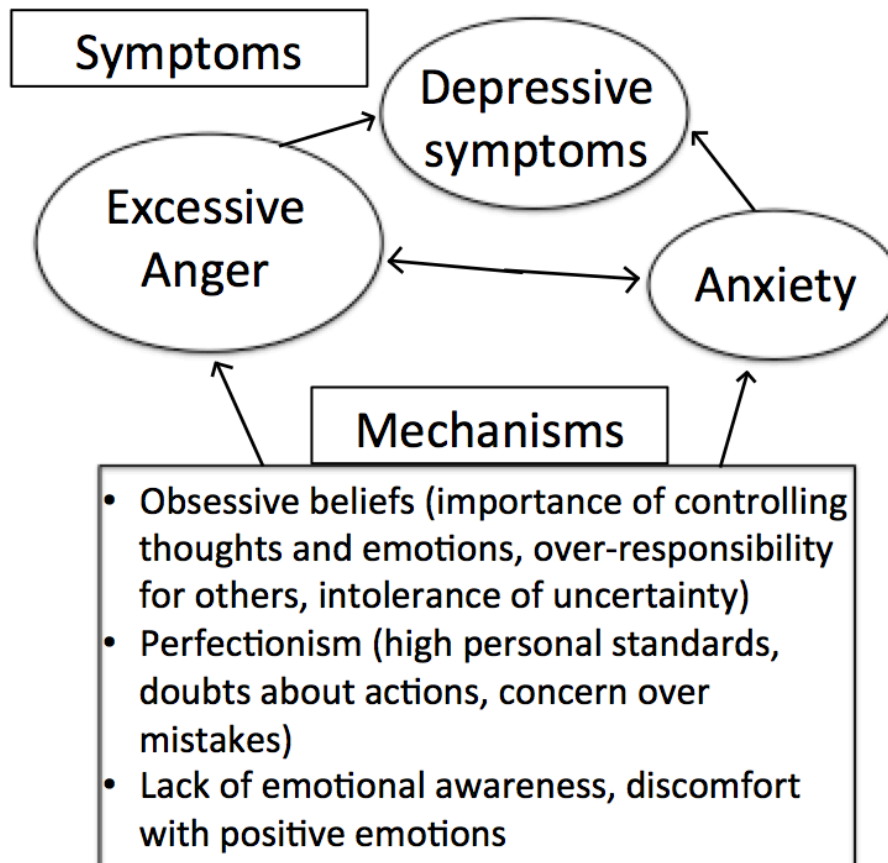 Symptoms
Depressive
symptoms
Excessive
Anger
Anxiety
Mechanisms
• Obsessive beliefs (importance of controlling
thoughts and emotions, over-responsibility
for others, intolerance of uncertainty)
• Perfectionism (high personal standards,
doubts about actions, concern over
mistakes)
• Lack of emotional awareness, discomfort
with positive emotions